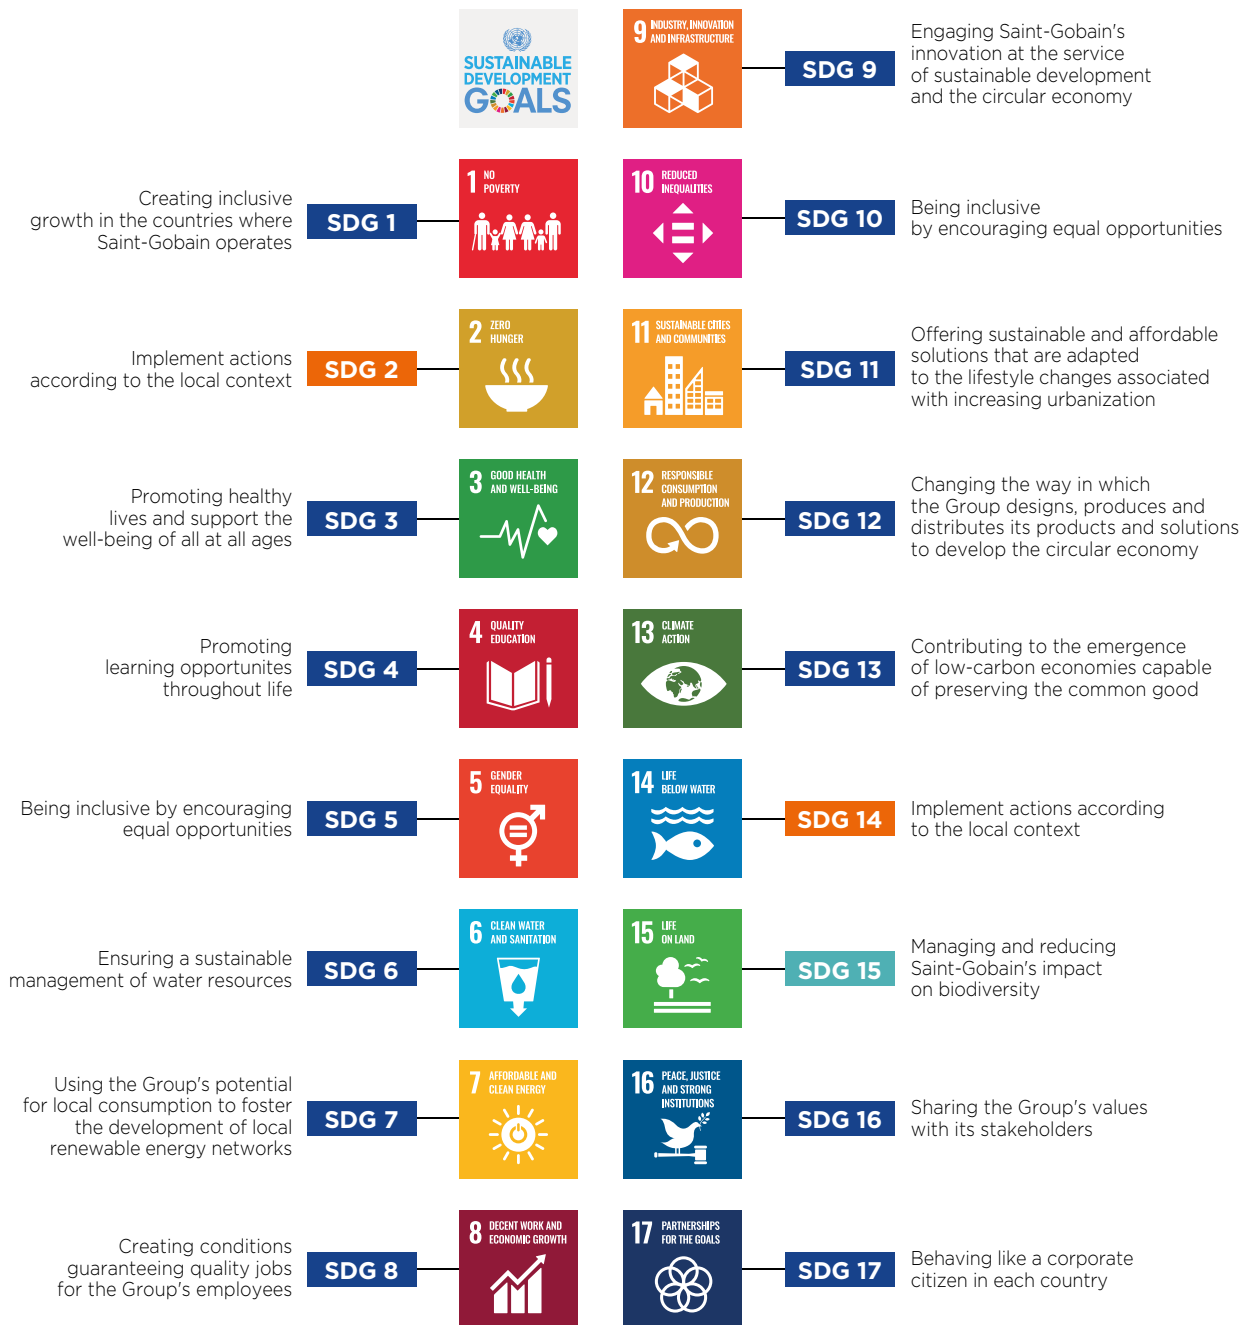 SUSTAINABLE
DEVELOPMENT
GOALS
9 INDUSTRY, INNOVATION
AND INFRASTRUCTURE
SDG 9
Engaging Saint-Gobain's
innovation at the service
of sustainable development
and the circular economy
Creating inclusive
growth in the countries where
Saint-Gobain operates
SDG 1
1 NO
POVERTY
10 REDUCED
INEQUALITIES
SDG 10
Being inclusive
by encouraging equal opportunities
Implement actions
according to the local context
SDG 2
2 ZERO
HUNGER
11 SUSTAINABLE CITIES
AND COMMUNITIES
SDG 11
Offering sustainable and affordable
solutions that are adapted
to the lifestyle changes associated
with increasing urbanization
Promoting healthy
lives and support the
well-being of all at all ages
SDG 3
3 GOOD HEALTH
AND WELL-BEING
12 RESPONSIBLE
CONSUMPTION
AND PRODUCTION
SDG 12
Changing the way in which
the Group designs, produces and
distributes its products and solutions
to develop the circular economy
Promoting
learning opportunites
throughout life
SDG 4
4 QUALITY
EDUCATION
13 CLIMATE
ACTION
SDG 13
Contributing to the emergence
of low-carbon economies capable
of preserving the common good
Being inclusive by encouraging
equal opportunities
SDG 5
5 GENDER
EQUALITY
14 LIFE
BELOW WATER
SDG 14
Implement actions according
to the local context
Ensuring a sustainable
management of water resources
SDG 6
6 CLEAN WATER
AND SANITATION
15 LIFE
ON LAND
SDG 15
Managing and reducing
Saint-Gobain's impact
on biodiversity
Using the Group's potential
for local consumption to foster
the development of local
renewable energy networks
SDG 7
7 AFFORDABLE AND
CLEAN ENERGY
16 PEACE, JUSTICE
AND STRONG
INSTITUTIONS
SDG 16
Sharing the Group's values
with its stakeholders
Creating conditions
guaranteeing quality jobs
for the Group's employees
SDG 8
8 DECENT WORK AND
ECONOMIC GROWTH
17 PARTNERSHIPS
FOR THE GOALS
SDG 17
Behaving like a corporate
citizen in each country